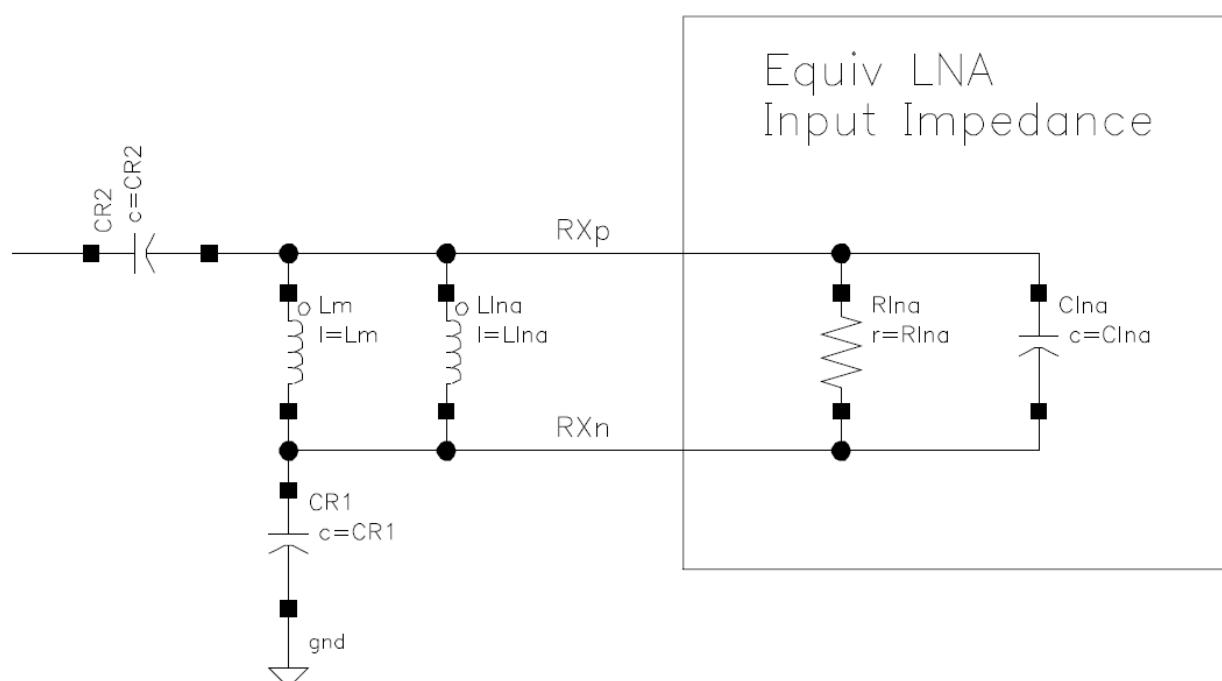 Equiv LNA
Input Impedance
CR2
c=CR2
RXp
Lm
l=Lm
Llna
l=Llna
Rlna
r=Rlna
Clna
c=Clna
RXn
CR1
c=CR1
gnd